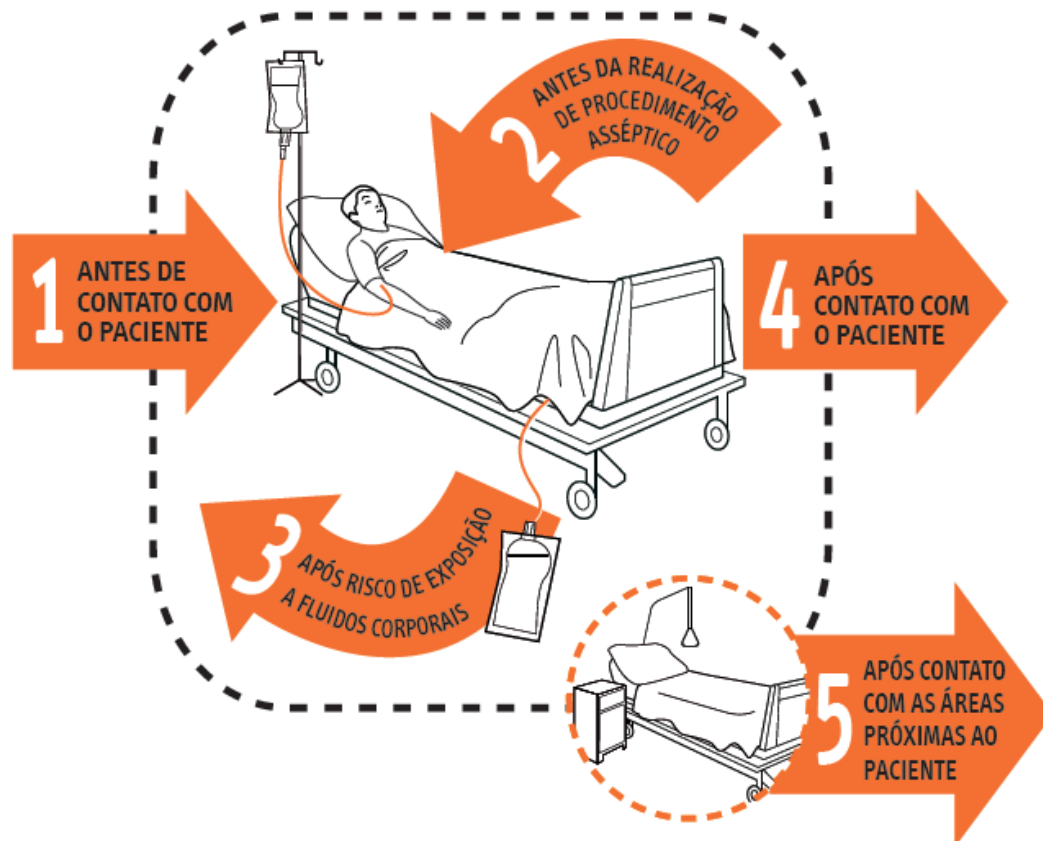 1
ANTES DE
CONTATO COM
O PACIENTE
2
ANTES DA REALIZAÇÃO
DE PROCEDIMENTO
ASSÉPTICO
3
APÓS RISCO DE EXPOSIÇÃO
A FLUIDOS CORPORAIS
4
APÓS
CONTATO COM
O PACIENTE
5
APÓS CONTATO
COM AS ÁREAS
PRÓXIMAS AO
PACIENTE